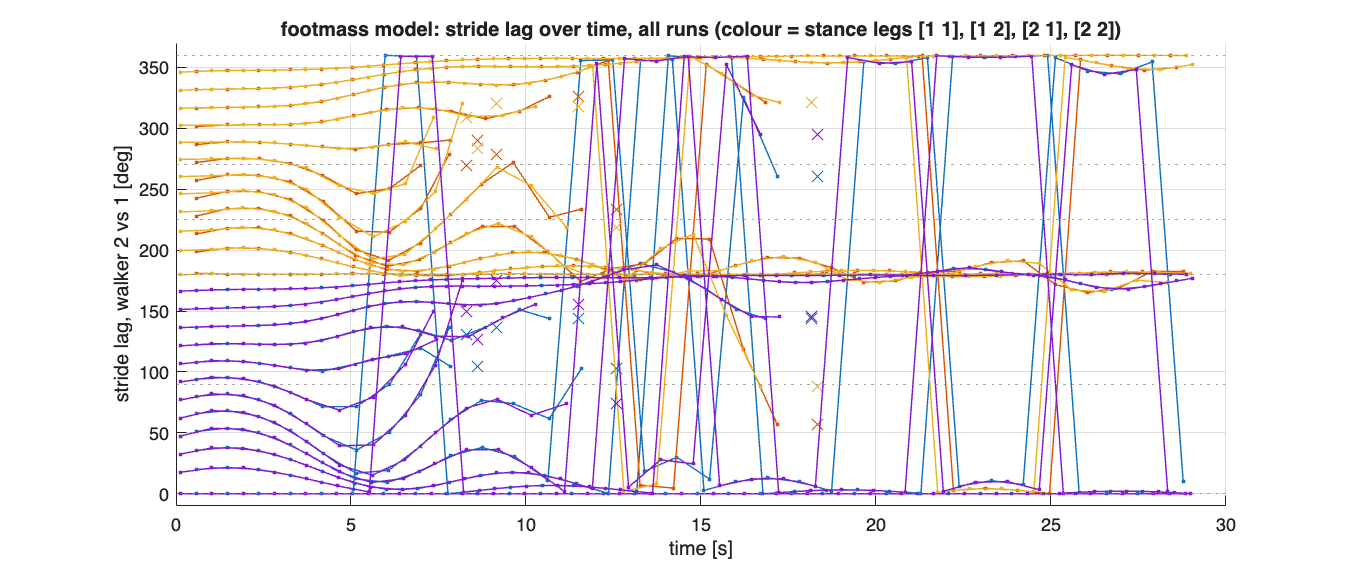 footmass model: stride lag over time, all runs (colour = stance legs [1 1], [1 2], [2 1], [2 2])
stride lag, walker 2 vs 1 [deg]
350
300
250
200
150
100
50
0
0 5 10 15 20 25 30
time [s]